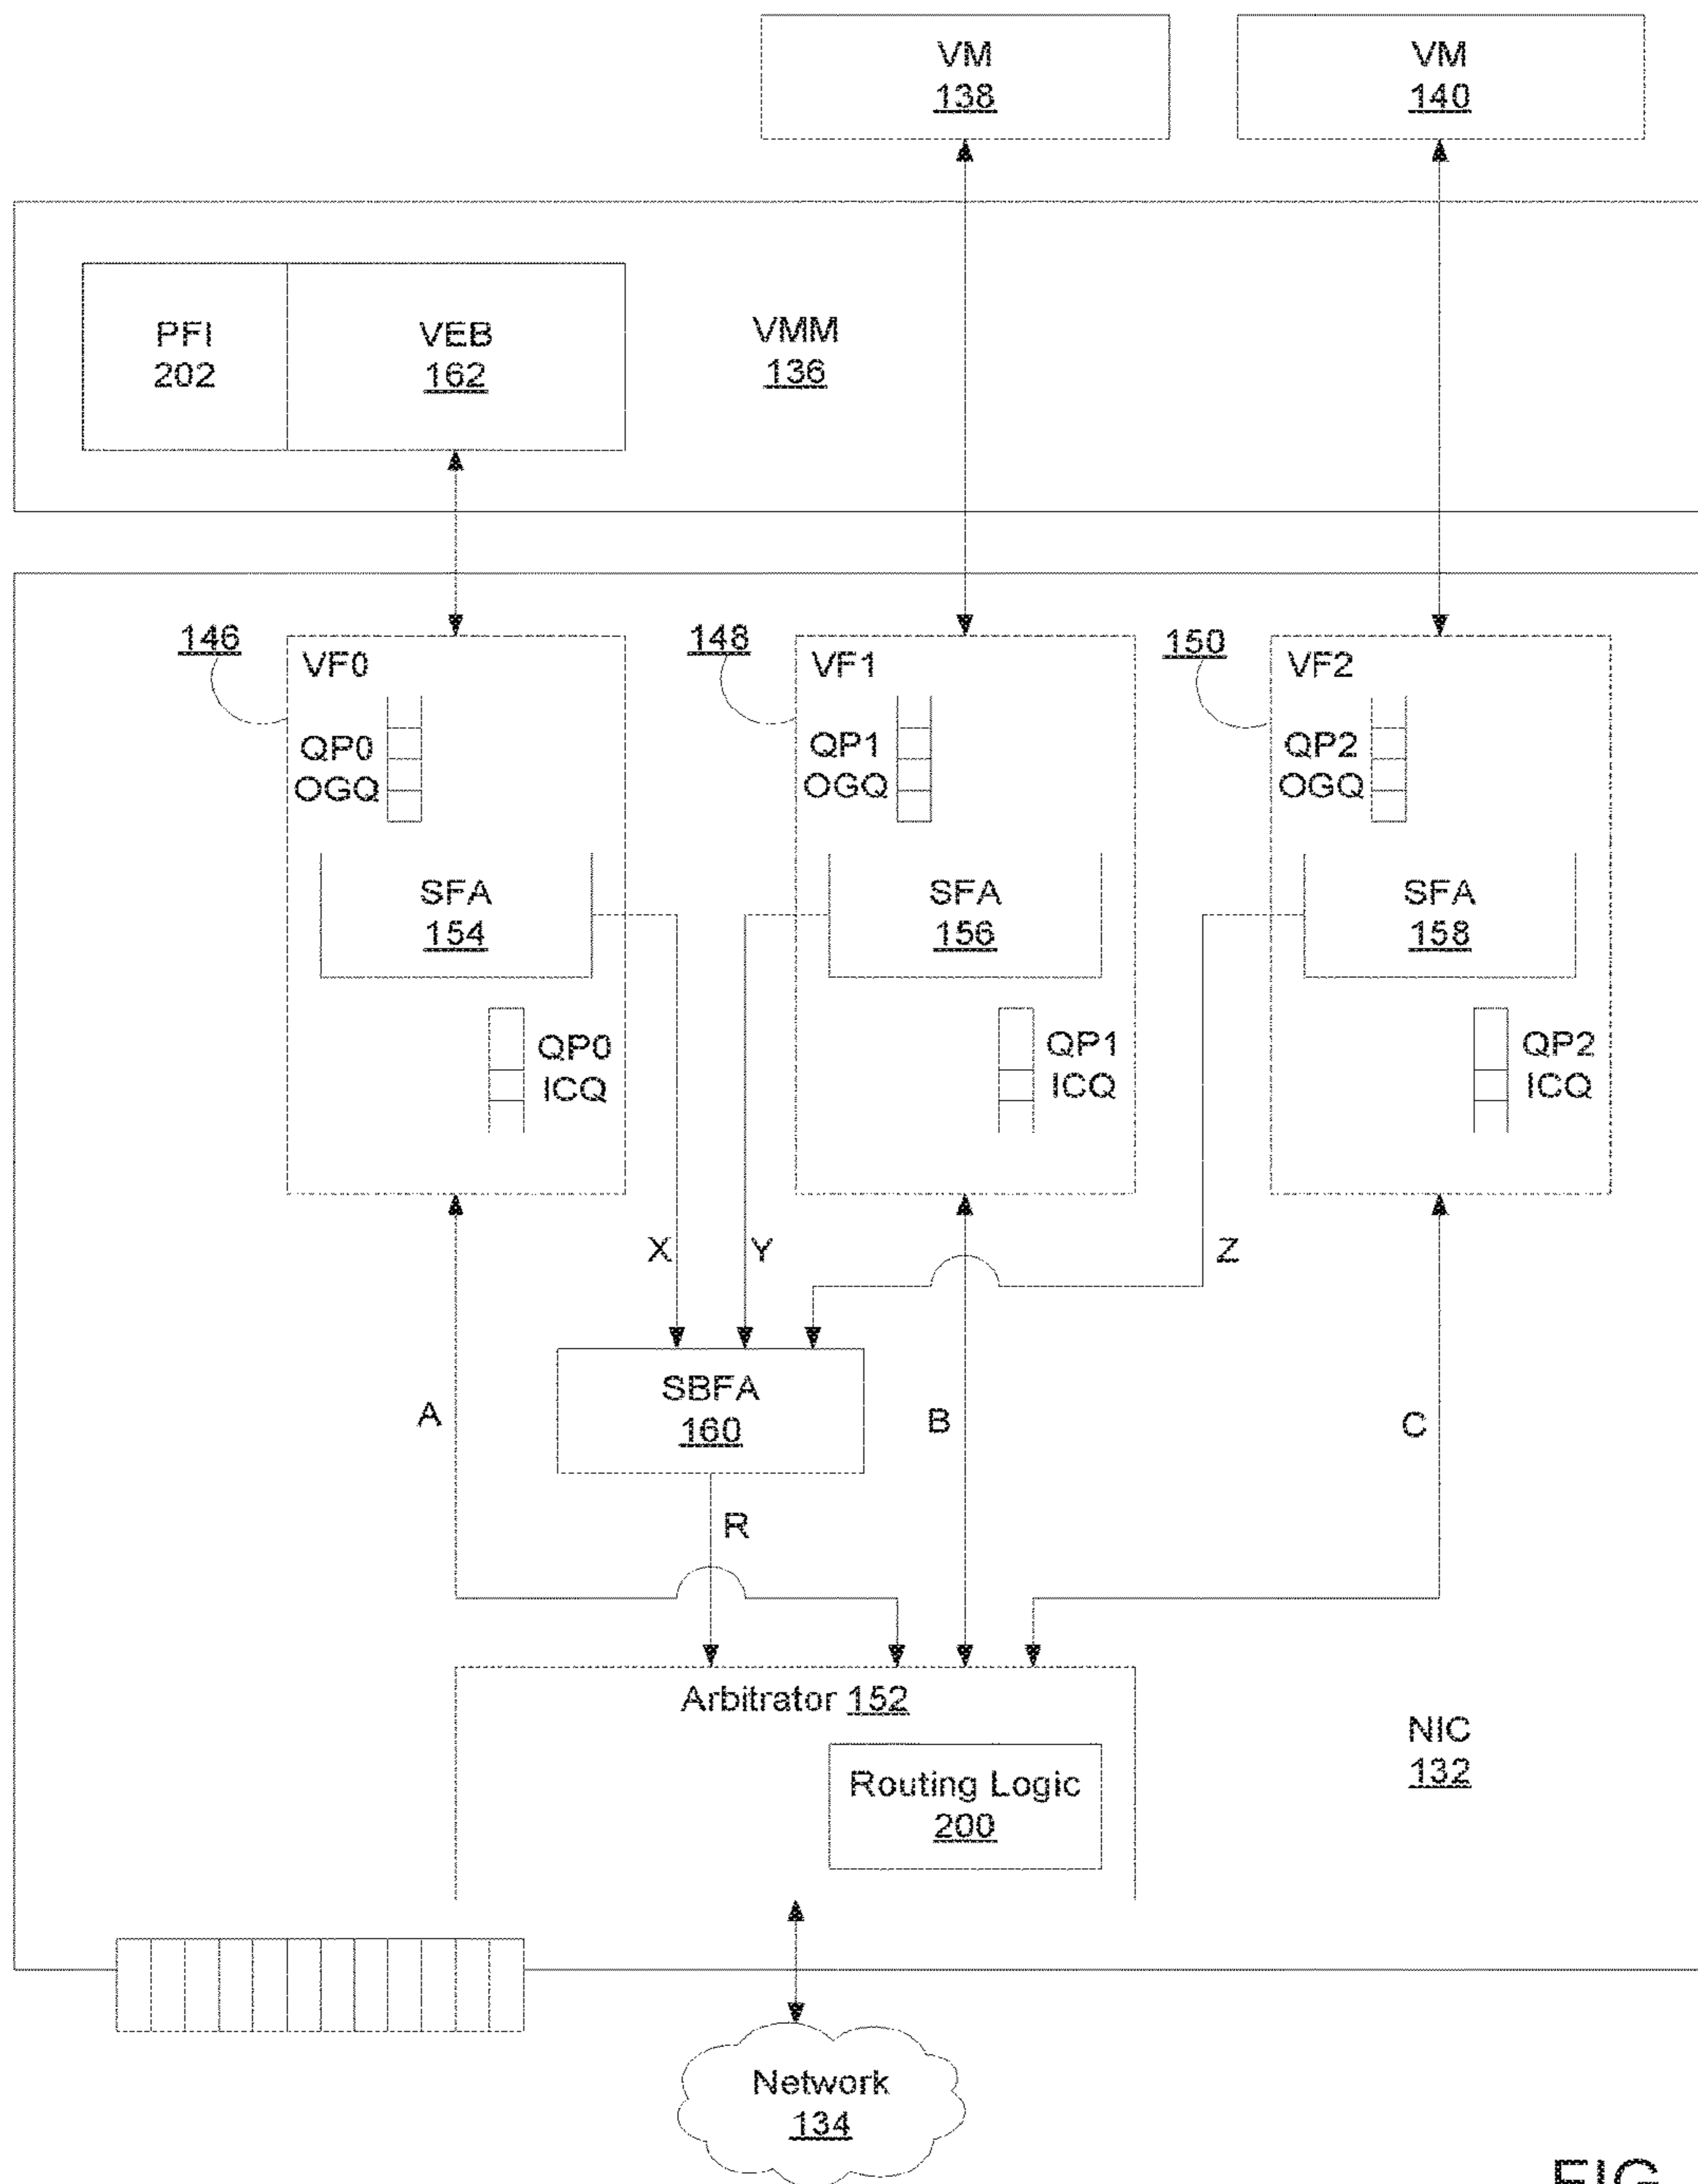 VM
138
VM
140
PFI
202
VEB
162
VMM
136
146
148
150
VF0
VF1
VF2
QP0
OGQ
QP1
OGQ
QP2
OGQ
SFA
154
SFA
156
SFA
158
QP0
ICQ
QP1
ICQ
QP2
ICQ
X
Y
Z
SBFA
160
A
B
C
R
Arbitrator 152
Routing Logic
200
NIC
132
Network
134
FIG